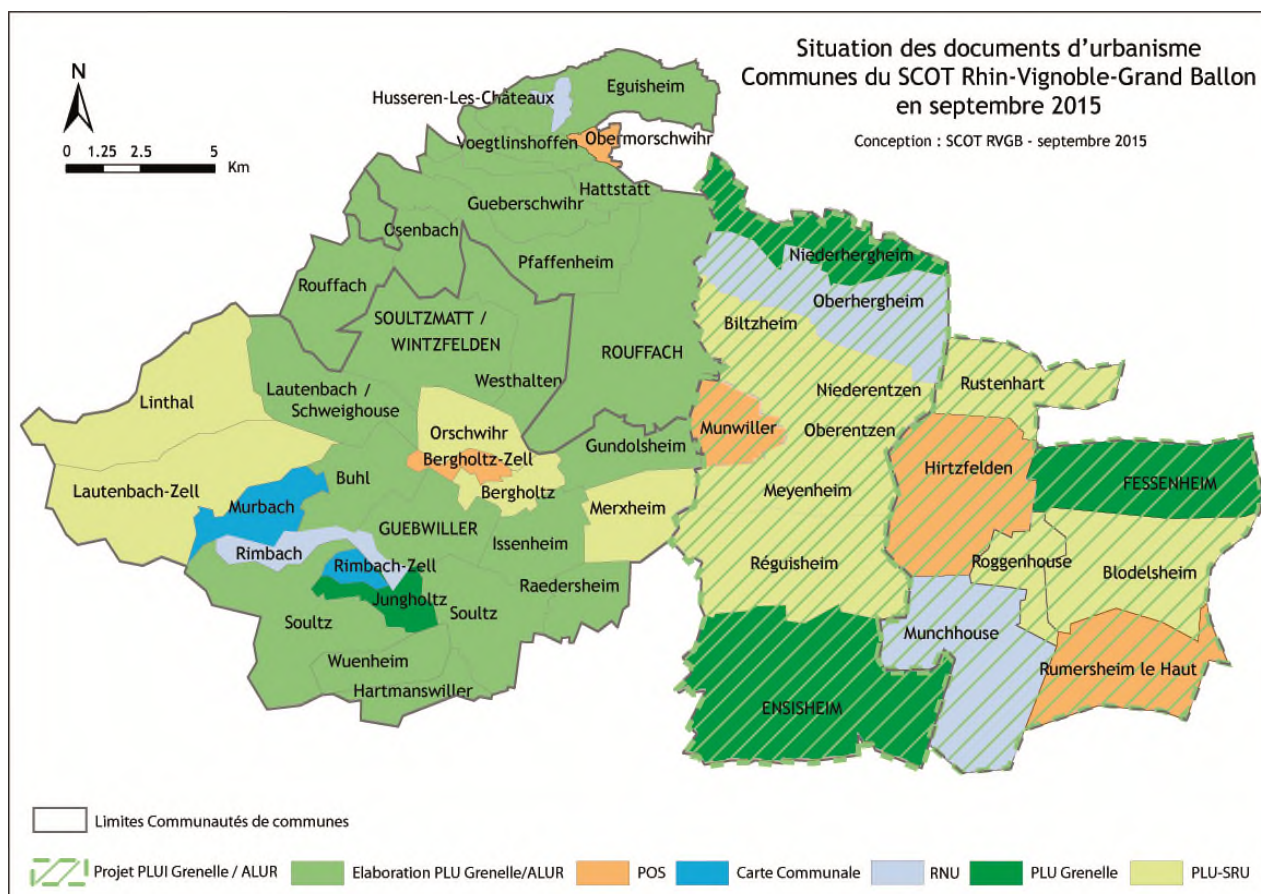 Situation des documents d'urbanisme
Communes du SCOT Rhin-Vignoble-Grand Ballon
en septembre 2015
Conception : SCOT RVGB - septembre 2015
N
0 1.25 2.5 5
Km
Eguisheim
Husseren-Les-Châteaux
Obermorschwihr
Voegtlinshoffen
Hattstatt
Gueberschwihr
Osenbach
Pfaffenheim
Niederhergheim
Rouffach
Oberhergheim
SOULTZMATT /
WINTZFELDEN
Biltzheim
ROUFFACH
Westhalten
Rustenhart
Lautenbach /
Schweighouse
Niederentzen
Linthal
Munwiller
Oberentzen
Orschwihr
Gundolsheim
Bergholtz-Zell
Hirtzfelden
Buhl
FESSENHEIM
Lautenbach-Zell
Bergholtz
Meyenheim
Murbach
Merxheim
GUEBWILLER
Issenheim
Rimbach
Roggenhouse
Réguisheim
Rimbach-Zell
Blodelsheim
Raedersheim
Jungholtz
Soultz
Soultz
Munchhouse
Wuenheim
Rumersheim le Haut
Hartmanswiller
ENSISHEIM
Limites Communautés de communes
Projet PLUI Grenelle / ALUR
Elaboration PLU Grenelle/ALUR
POS
Carte Communale
RNU
PLU Grenelle
PLU-SRU